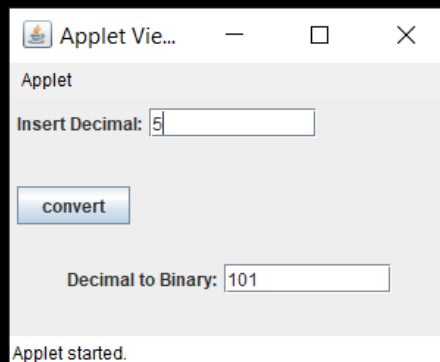 Applet Vie...
Applet
Insert Decimal: 5
convert
Decimal to Binary: 101
Applet started.